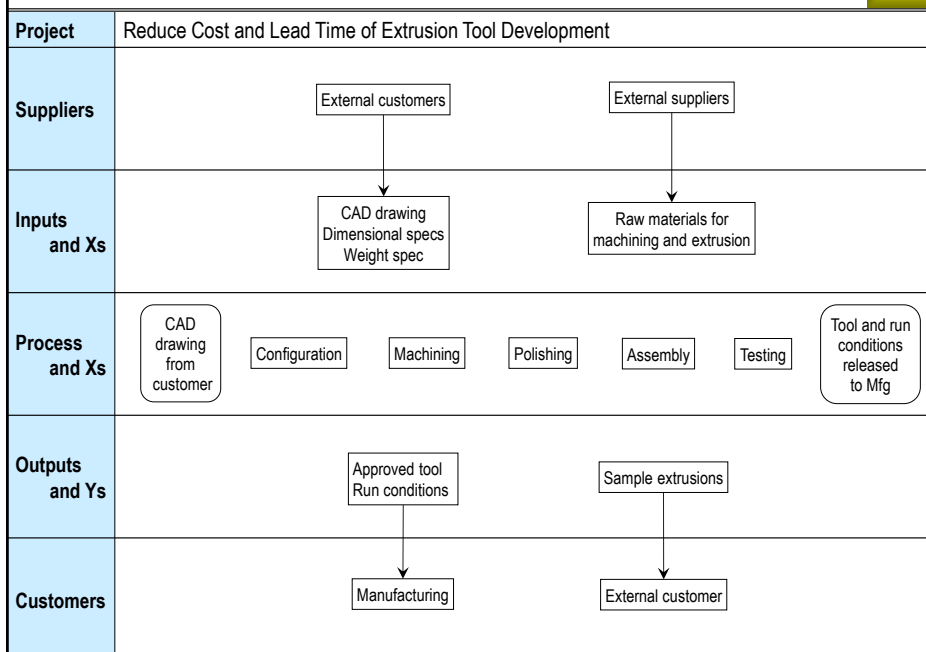 Project
Reduce Cost and Lead Time of Extrusion Tool Development
Suppliers
External customers
External suppliers
Inputs
and Xs
CAD drawing
Dimensional specs
Weight spec
Raw materials for
machining and extrusion
Process
and Xs
CAD
drawing
from
customer
Configuration
Machining
Polishing
Assembly
Testing
Tool and run
conditions
released
to Mfg
Outputs
and Ys
Approved tool
Run conditions
Sample extrusions
Customers
Manufacturing
External customer